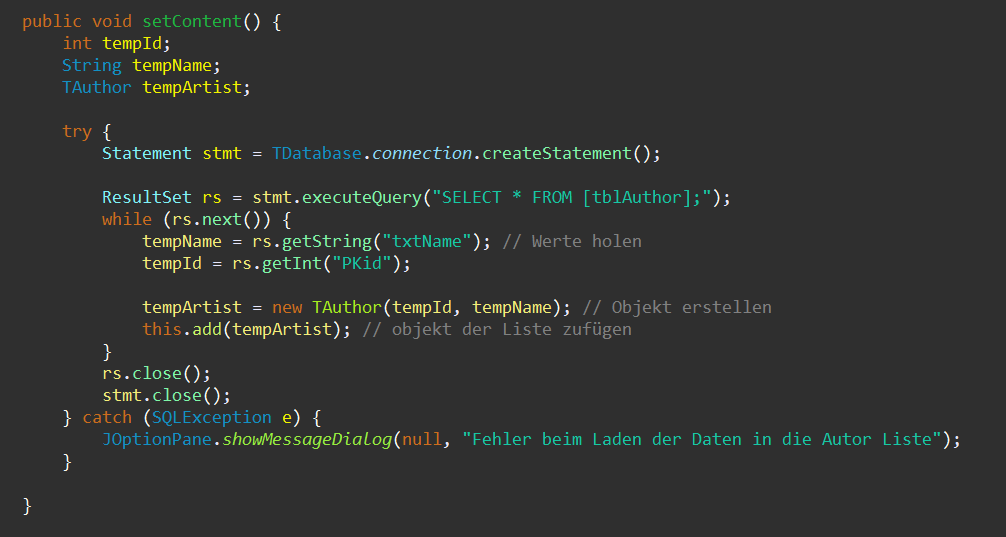 public void setContent() {
    int tempId;
    String tempName;
    TAuthor tempArtist;

    try {
        Statement stmt = TDatabase.connection.createStatement();

        ResultSet rs = stmt.executeQuery("SELECT * FROM [tblAuthor];");
        while (rs.next()) {
            tempName = rs.getString("txtName"); // Werte holen
            tempId = rs.getInt("PKid");

            tempArtist = new TAuthor(tempId, tempName); // Objekt erstellen
            this.add(tempArtist); // objekt der Liste zufügen
        }
        rs.close();
        stmt.close();
    } catch (SQLException e) {
        JOptionPane.showMessageDialog(null, "Fehler beim Laden der Daten in die Autor Liste");
    }

}